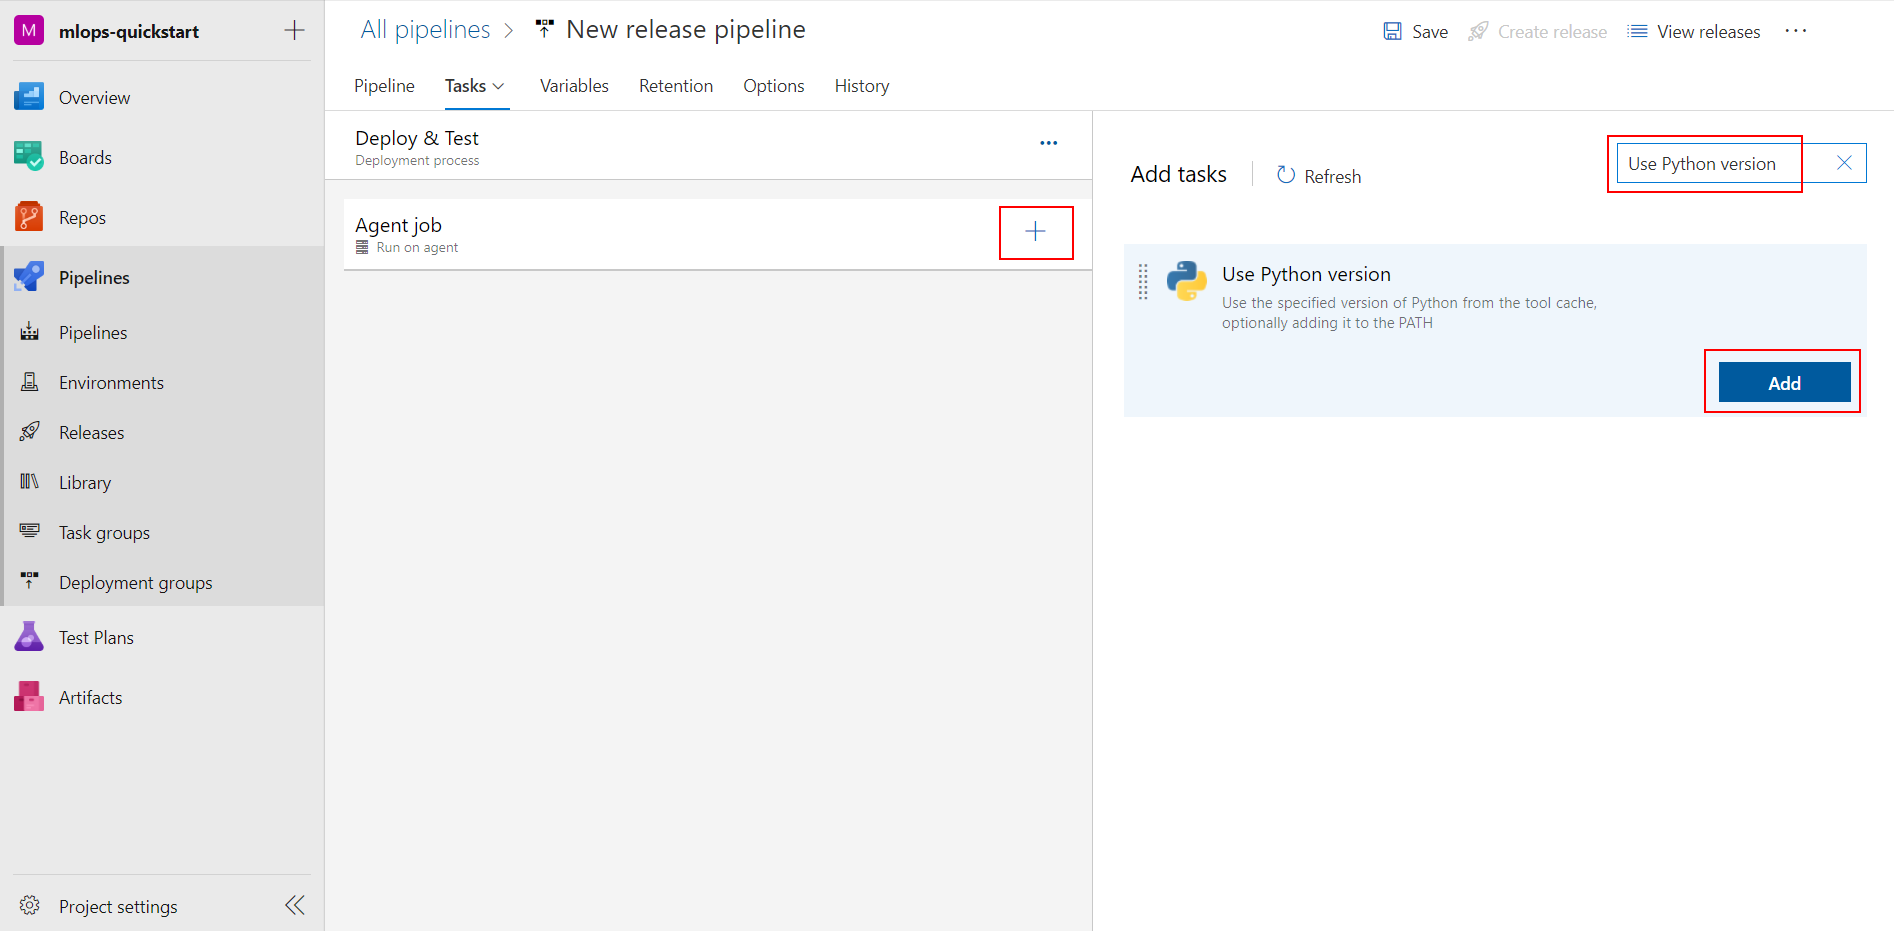 M mlops-quickstart
Overview
Boards
Repos
Pipelines
Pipelines
Environments
Releases
Library
Task groups
Deployment groups
Test Plans
Artifacts
Project settings
All pipelines > New release pipeline
Save Create release View releases
Pipeline Tasks Variables Retention Options History
Deploy & Test
Deployment process
Agent job
Run on agent
Add tasks Refresh
Use Python version
Use Python version
Use the specified version of Python from the tool cache,
optionally adding it to the PATH
Add